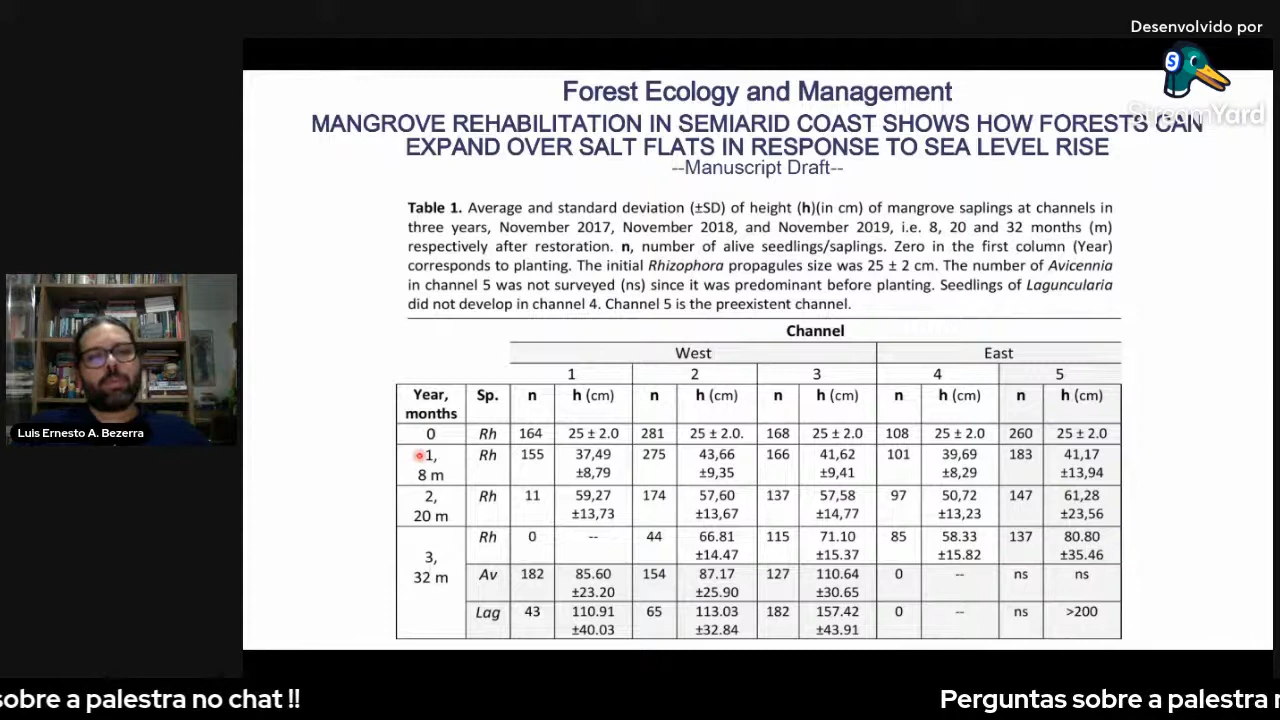 Desenvolvido por
StreamYard
Forest Ecology and Management
MANGROVE REHABILITATION IN SEMIARID COAST SHOWS HOW FORESTS CAN
EXPAND OVER SALT FLATS IN RESPONSE TO SEA LEVEL RISE
--Manuscript Draft--
Table 1. Average and standard deviation (±SD) of height (h)(in cm) of mangrove saplings at channels in
three years, November 2017, November 2018, and November 2019, i.e. 8, 20 and 32 months (m)
respectively after restoration. n, number of alive seedlings/saplings. Zero in the first column (Year)
corresponds to planting. The initial Rhizophora propagules size was 25 ± 2 cm. The number of Avicennia
in channel 5 was not surveyed (ns) since it was predominant before planting. Seedlings of Laguncularia
did not develop in channel 4. Channel 5 is the preexistent channel.
Channel
West East
1 2 3 4 5
Year, Sp. n h (cm) n h (cm) n h (cm) n h (cm) n h (cm)
months
0 Rh 164 25 ± 2.0 281 25 ± 2.0. 168 25 ± 2.0 108 25 ± 2.0 260 25 ± 2.0
1, Rh 155 37,49 275 43,66 166 41,62 101 39,69 183 41,17
8 m ±8,79 ±9,35 ±9,41 ±8,29 ±13,94
2, Rh 11 59,27 174 57,60 137 57,58 97 50,72 147 61,28
20 m ±13,73 ±13,67 ±14,77 ±13,23 ±23,56
Rh 0 -- 44 66.81 115 71.10 85 58.33 137 80.80
±14.47 ±15.37 ±15.82 ±35.46
3,
32 m
Av 182 85.60 154 87.17 127 110.64 0 -- ns ns
±23.20 ±25.90 ±30.65
Lag 43 110.91 65 113.03 182 157.42 0 -- ns >200
±40.03 ±32.84 ±43.91
Luis Ernesto A. Bezerra
sobre a palestra no chat !! Perguntas sobre a palestra